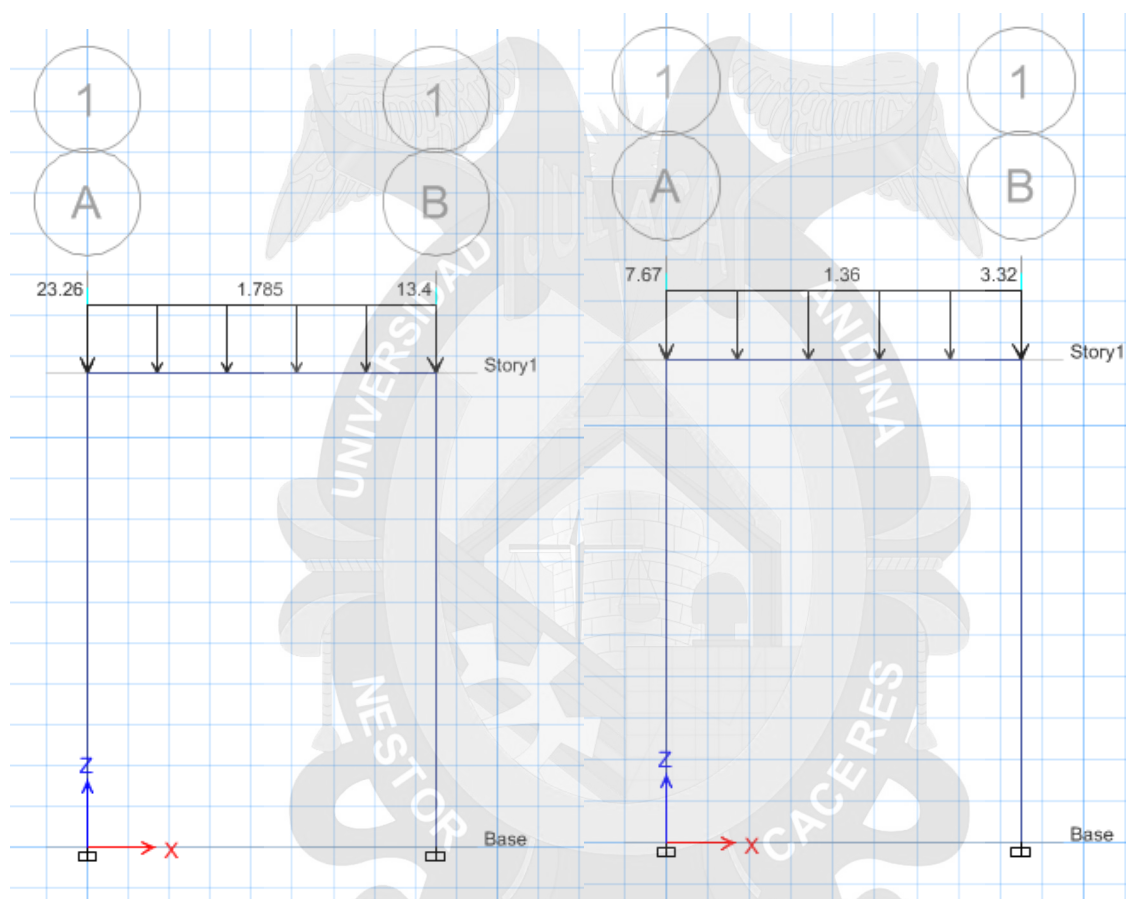 1 1 1 1
A B A B
23.26 1.785 13.4 7.67 1.36 3.32
Story1 Story1
Z Z
X X
Base Base
JULIACA
UNIVERSIDAD ANDINA
NESTOR CACERES